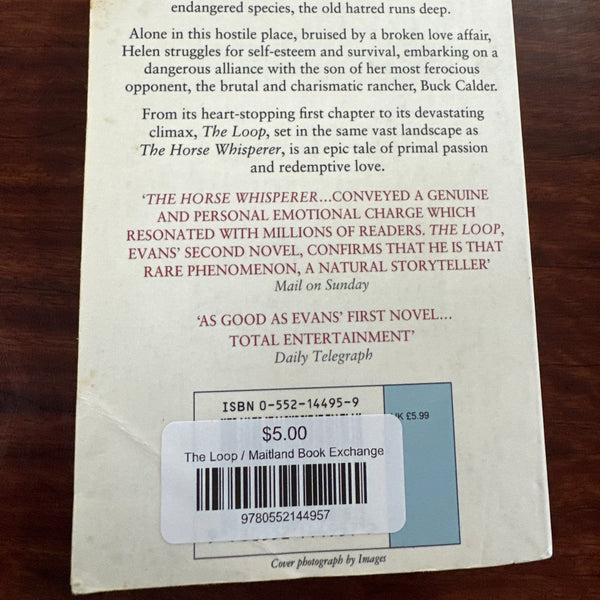 endangered species, the old hatred runs deep.
Alone in this hostile place, bruised by a broken love affair,
Helen struggles for self-esteem and survival, embarking on a
dangerous alliance with the son of her most ferocious
opponent, the brutal and charismatic rancher, Buck Calder.
From its heart-stopping first chapter to its devastating
climax, The Loop, set in the same vast landscape as
The Horse Whisperer, is an epic tale of primal passion
and redemptive love.
‘THE HORSE WHISPERER...CONVEYED A GENUINE
AND PERSONAL EMOTIONAL CHARGE WHICH
RESONATED WITH MILLIONS OF READERS. THE LOOP,
EVANS’ SECOND NOVEL, CONFIRMS THAT HE IS THAT
RARE PHENOMENON, A NATURAL STORYTELLER’
Mail on Sunday
‘AS GOOD AS EVANS’ FIRST NOVEL...
TOTAL ENTERTAINMENT’
Daily Telegraph
ISBN 0-552-14495-9
UK £5.99
$5.00
The Loop / Maitland Book Exchange
9780552144957
Cover photograph by Images